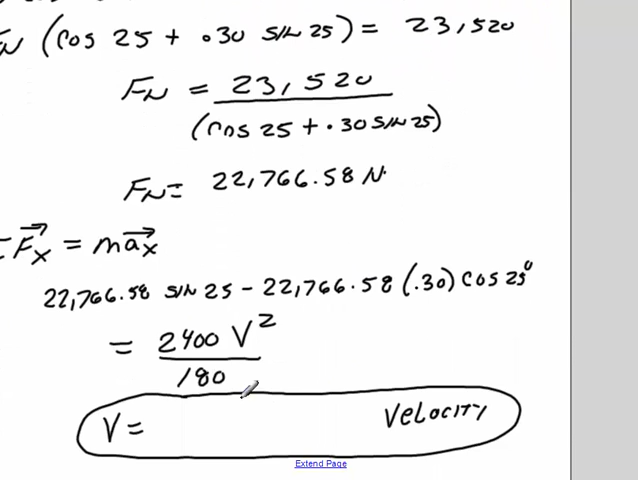 (Cos 25 + .30 SIN 25) = 23,520
FN = 23,520
(Cos 25 + .30 SIN 25)
FN = 22,766.58 N.
Fx = max
22,766.58 SIN 25 - 22,766.58 (.30) Cos 25°
= 2400 V²
180
V = VELOCITY
Extend Page